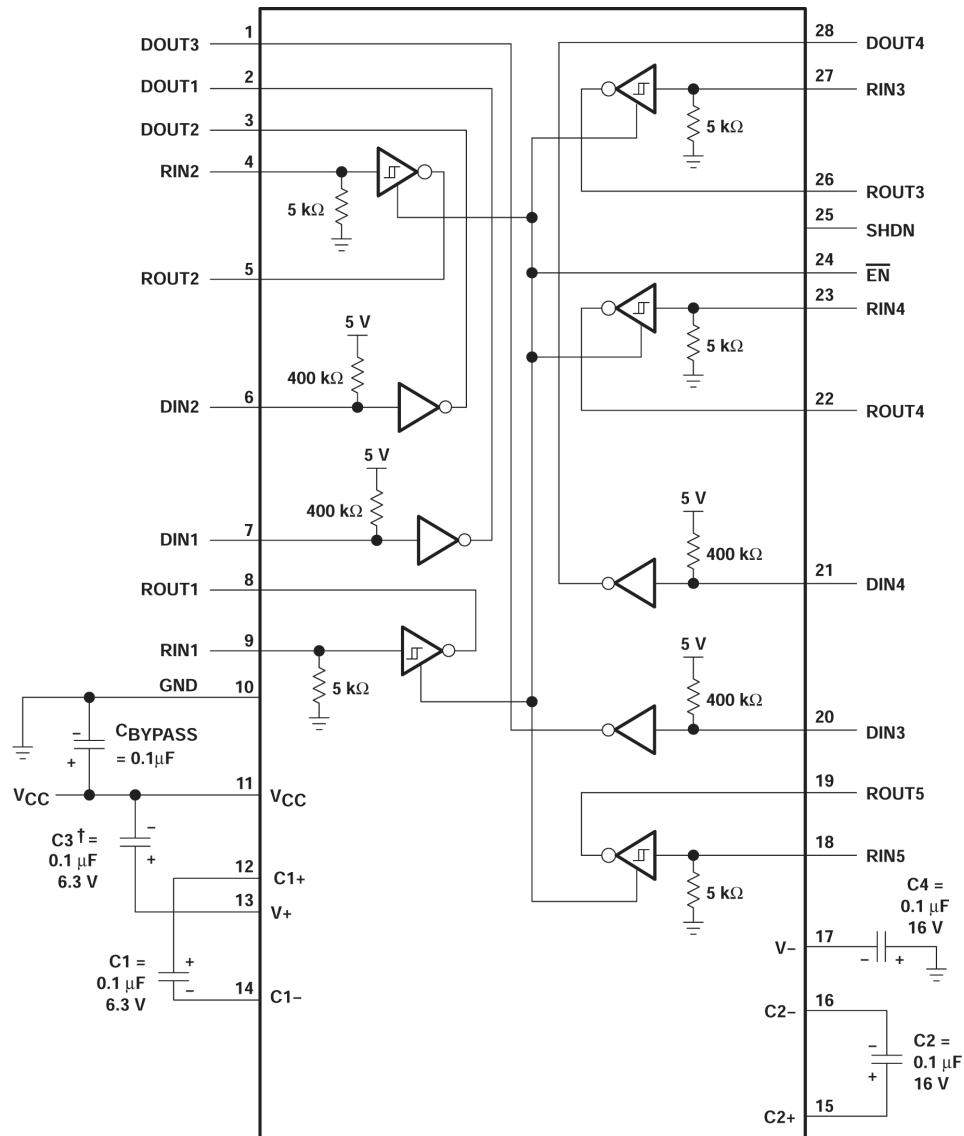 DOUT3
1
DOUT1
2
DOUT2
3
RIN2
4
5 kΩ
ROUT2
5
5 V
400 kΩ
DIN2
6
5 V
400 kΩ
DIN1
7
ROUT1
8
RIN1
9
5 kΩ
GND
10
CBYPASS
= 0.1μF
-
+
VCC
11
VCC
C3† =
0.1 μF
6.3 V
−
+
12
C1+
13
V+
C1 =
0.1 μF
6.3 V
+
−
14
C1−
28
DOUT4
27
RIN3
5 kΩ
26
ROUT3
25
SHDN
24
E̅N̅
23
RIN4
5 kΩ
22
ROUT4
5 V
400 kΩ
21
DIN4
5 V
400 kΩ
20
DIN3
19
ROUT5
18
RIN5
5 kΩ
C4 =
0.1 μF
16 V
V−
17
− +
16
C2−
−
+
C2 =
0.1 μF
16 V
15
C2+